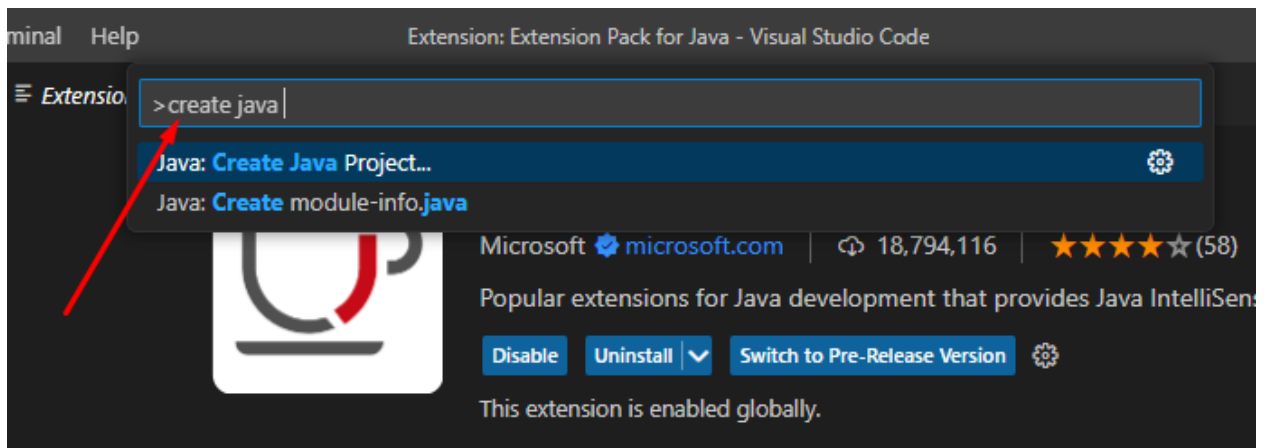 minal Help Extension: Extension Pack for Java - Visual Studio Code
Extensio
>create java
Java: Create Java Project...
Java: Create module-info.java
Microsoft microsoft.com 18,794,116 (58)
Popular extensions for Java development that provides Java IntelliSen
Disable Uninstall Switch to Pre-Release Version
This extension is enabled globally.